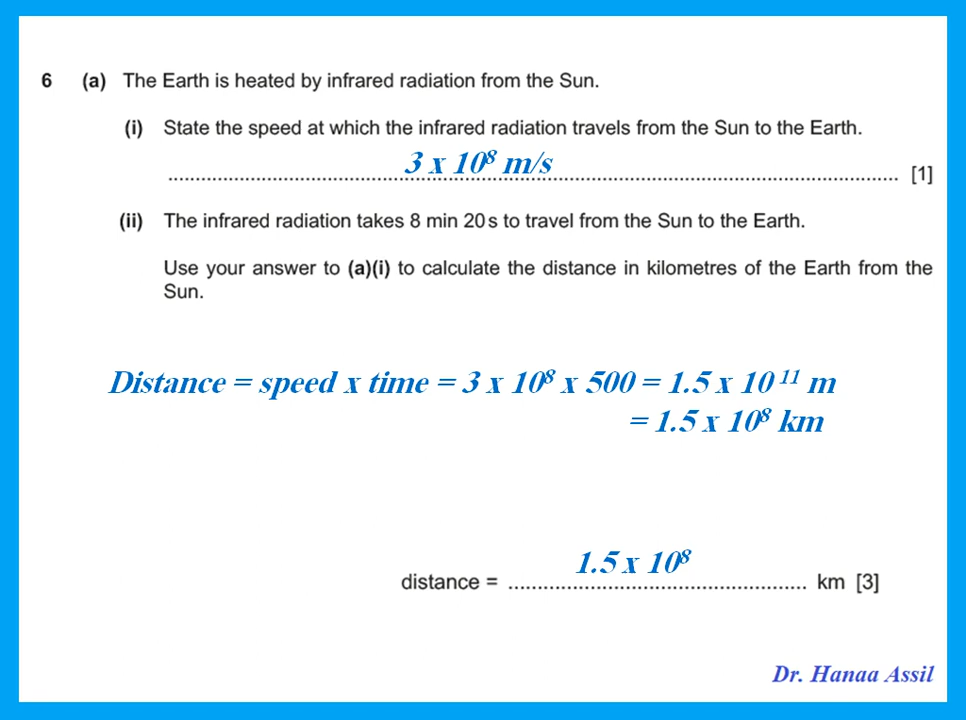 6 (a) The Earth is heated by infrared radiation from the Sun.
(i) State the speed at which the infrared radiation travels from the Sun to the Earth.
3 x 10⁸ m/s
.......................................................................................................................... [1]
(ii) The infrared radiation takes 8 min 20 s to travel from the Sun to the Earth.
Use your answer to (a)(i) to calculate the distance in kilometres of the Earth from the
Sun.
Distance = speed x time = 3 x 10⁸ x 500 = 1.5 x 10 ¹¹ m
= 1.5 x 10⁸ km
1.5 x 10⁸
distance = .................................................. km [3]
Dr. Hanaa Assil